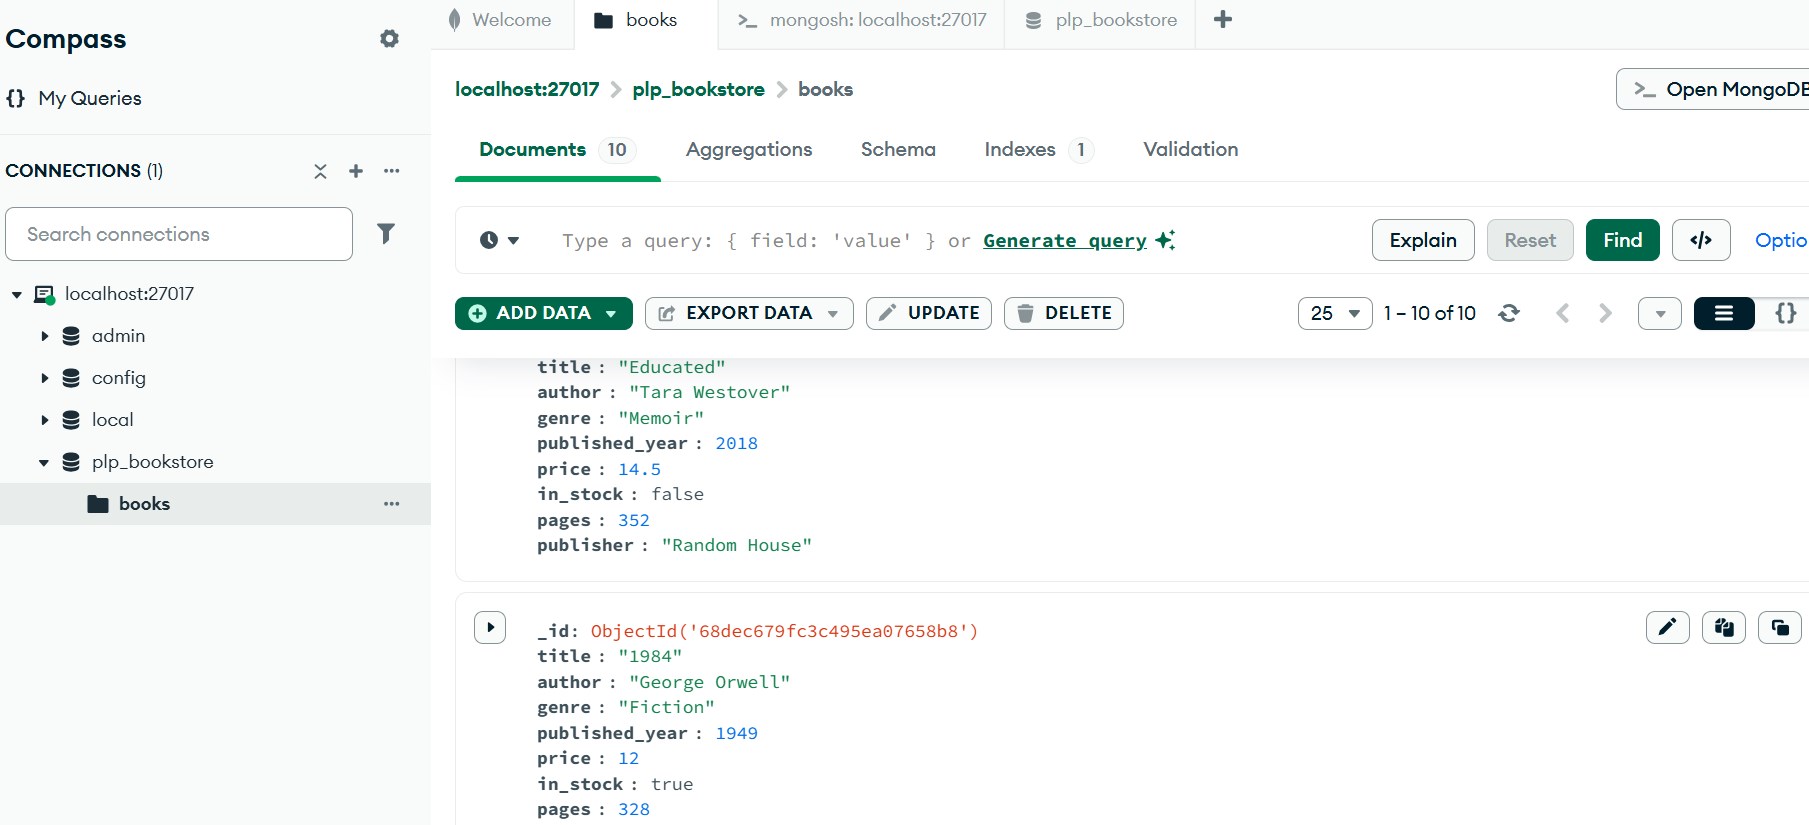 Compass
{} My Queries
CONNECTIONS (1)
Search connections
localhost:27017
admin
config
local
plp_bookstore
books
Welcome
books
>_ mongosh: localhost:27017
plp_bookstore
localhost:27017 > plp_bookstore > books
>_ Open MongoDB
Documents 10
Aggregations
Schema
Indexes 1
Validation
Type a query: { field: 'value' } or Generate query
Explain
Reset
Find
</>
Optio
ADD DATA
EXPORT DATA
UPDATE
DELETE
25
1 – 10 of 10
{}
title : "Educated"
author : "Tara Westover"
genre : "Memoir"
published_year : 2018
price : 14.5
in_stock : false
pages : 352
publisher : "Random House"
_id: ObjectId('68dec679fc3c495ea07658b8')
title : "1984"
author : "George Orwell"
genre : "Fiction"
published_year : 1949
price : 12
in_stock : true
pages : 328